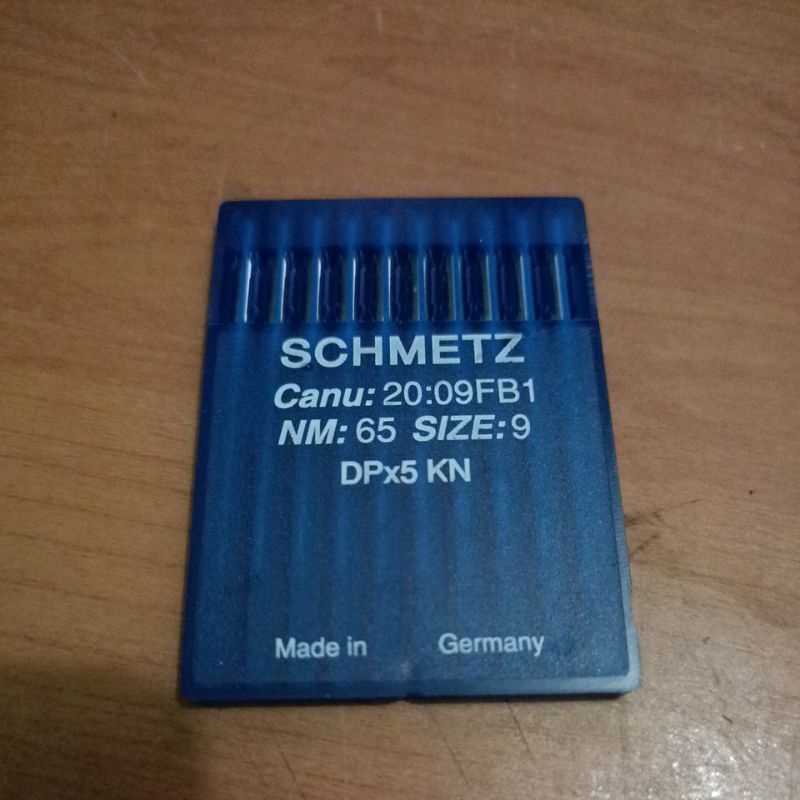 SCHMETZ
Canu: 20:09FB1
NM: 65 SIZE: 9
DPx5 KN
Made in Germany